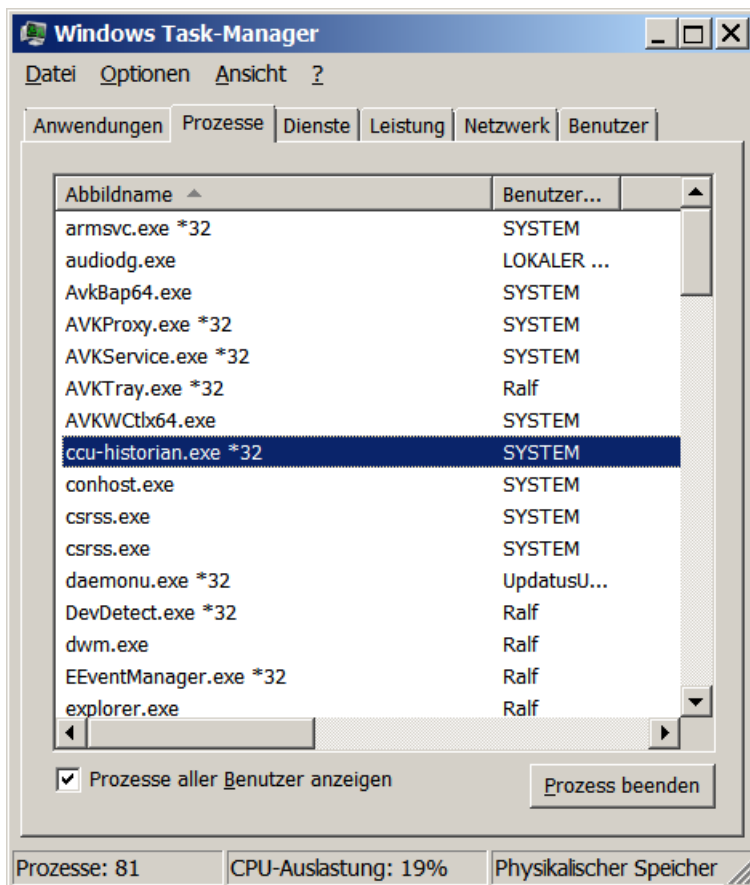 Windows Task-Manager
Datei Optionen Ansicht ?
Anwendungen Prozesse Dienste Leistung Netzwerk Benutzer
Abbildname Benutzer...
armsvc.exe *32 SYSTEM
audiodg.exe LOKALER ...
AvkBap64.exe SYSTEM
AVKProxy.exe *32 SYSTEM
AVKService.exe *32 SYSTEM
AVKTray.exe *32 Ralf
AVKWCtlx64.exe SYSTEM
ccu-historian.exe *32 SYSTEM
conhost.exe SYSTEM
csrss.exe SYSTEM
csrss.exe SYSTEM
daemonu.exe *32 UpdatusU...
DevDetect.exe *32 Ralf
dwm.exe Ralf
EEventManager.exe *32 Ralf
explorer.exe Ralf
Prozesse aller Benutzer anzeigen Prozess beenden
Prozesse: 81 CPU-Auslastung: 19% Physikalischer Speicher